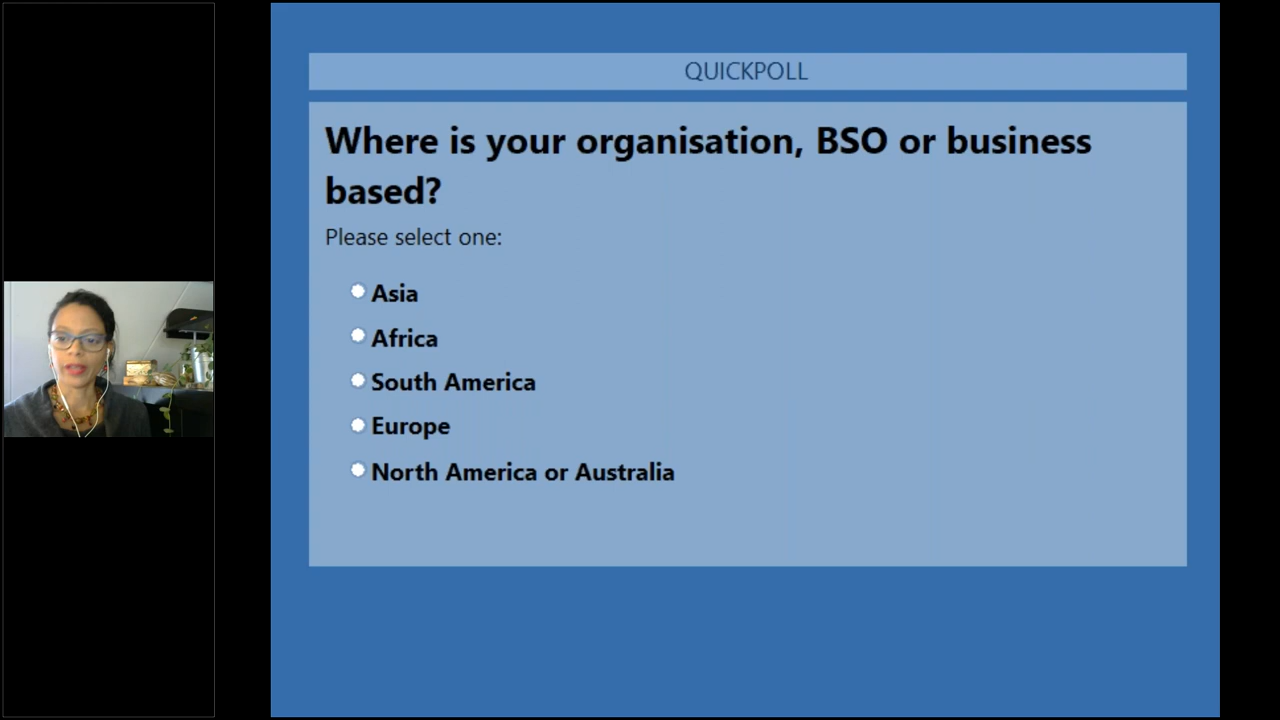 QUICKPOLL
Where is your organisation, BSO or business
based?
Please select one:
Asia
Africa
South America
Europe
North America or Australia